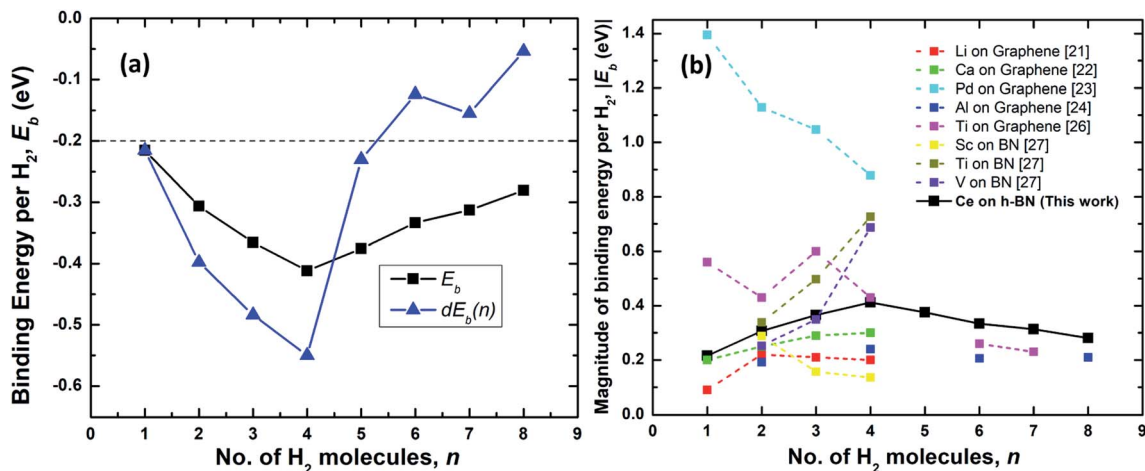 (a)
Binding Energy per H2, Eb (eV)
0.0
-0.1
-0.2
-0.3
-0.4
-0.5
-0.6
Eb
dEb(n)
0 1 2 3 4 5 6 7 8 9
No. of H2 molecules, n
(b)
Magnitude of binding energy per H2, |Eb (eV)|
1.4
1.2
1.0
0.8
0.6
0.4
0.2
0.0
Li on Graphene [21]
Ca on Graphene [22]
Pd on Graphene [23]
Al on Graphene [24]
Ti on Graphene [26]
Sc on BN [27]
Ti on BN [27]
V on BN [27]
Ce on h-BN (This work)
0 1 2 3 4 5 6 7 8 9
No. of H2 molecules, n